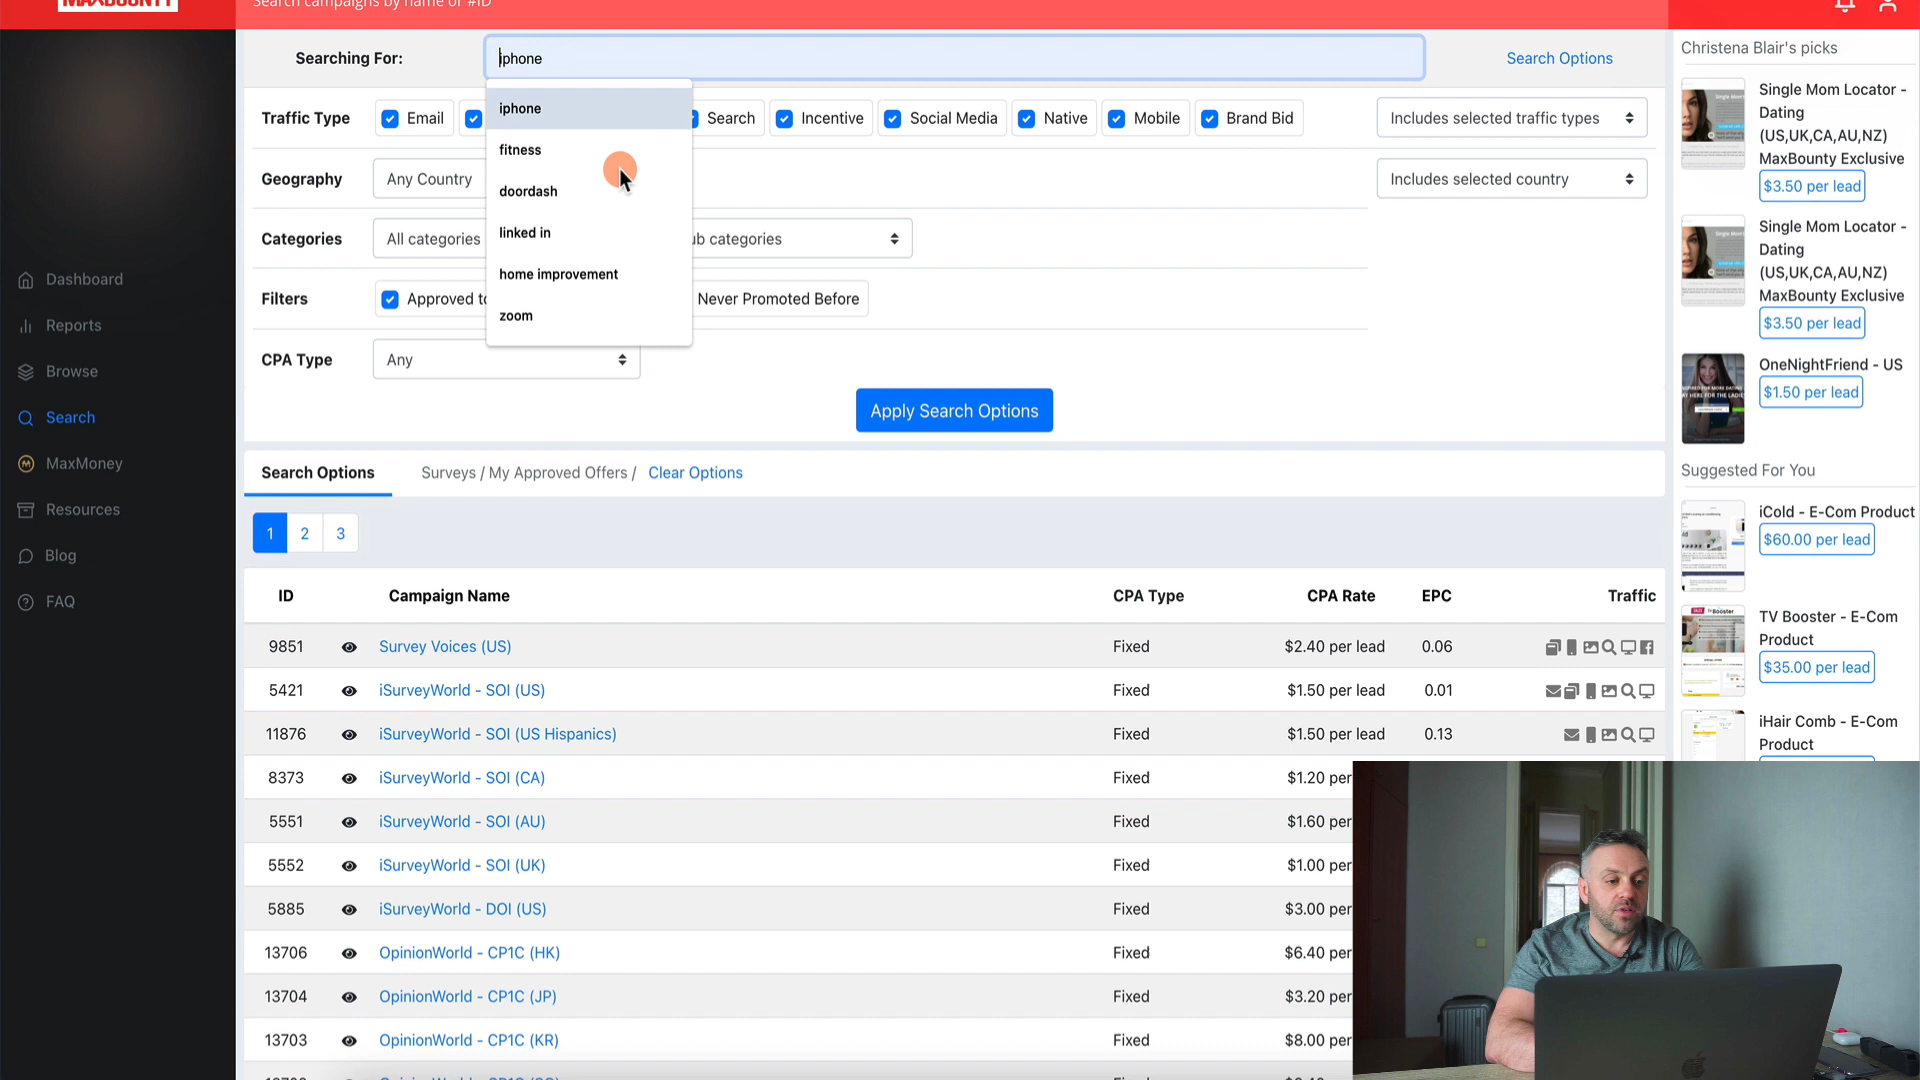 MAXBOUNTY
Search campaigns by name or #ID
Searching For:
iphone
Search Options
iphone
fitness
doordash
linked in
home improvement
zoom
Traffic Type
Email
Search
Incentive
Social Media
Native
Mobile
Brand Bid
Includes selected traffic types
Geography
Any Country
Includes selected country
Categories
All categories
ub categories
Filters
Approved to
Never Promoted Before
CPA Type
Any
Apply Search Options
Dashboard
Reports
Browse
Search
MaxMoney
Resources
Blog
FAQ
Search Options
Surveys / My Approved Offers / Clear Options
1 2 3
ID Campaign Name CPA Type CPA Rate EPC Traffic
9851 Survey Voices (US) Fixed $2.40 per lead 0.06
5421 iSurveyWorld - SOI (US) Fixed $1.50 per lead 0.01
11876 iSurveyWorld - SOI (US Hispanics) Fixed $1.50 per lead 0.13
8373 iSurveyWorld - SOI (CA) Fixed $1.20 per
5551 iSurveyWorld - SOI (AU) Fixed $1.60 per
5552 iSurveyWorld - SOI (UK) Fixed $1.00 per
5885 iSurveyWorld - DOI (US) Fixed $3.00 per
13706 OpinionWorld - CP1C (HK) Fixed $6.40 per
13704 OpinionWorld - CP1C (JP) Fixed $3.20 per
13703 OpinionWorld - CP1C (KR) Fixed $8.00 per
Christena Blair's picks
Single Mom Locator -
Dating
(US,UK,CA,AU,NZ)
MaxBounty Exclusive
$3.50 per lead
Single Mom Locator -
Dating
(US,UK,CA,AU,NZ)
MaxBounty Exclusive
$3.50 per lead
OneNightFriend - US
$1.50 per lead
Suggested For You
iCold - E-Com Product
$60.00 per lead
TV Booster - E-Com
Product
$35.00 per lead
iHair Comb - E-Com
Product